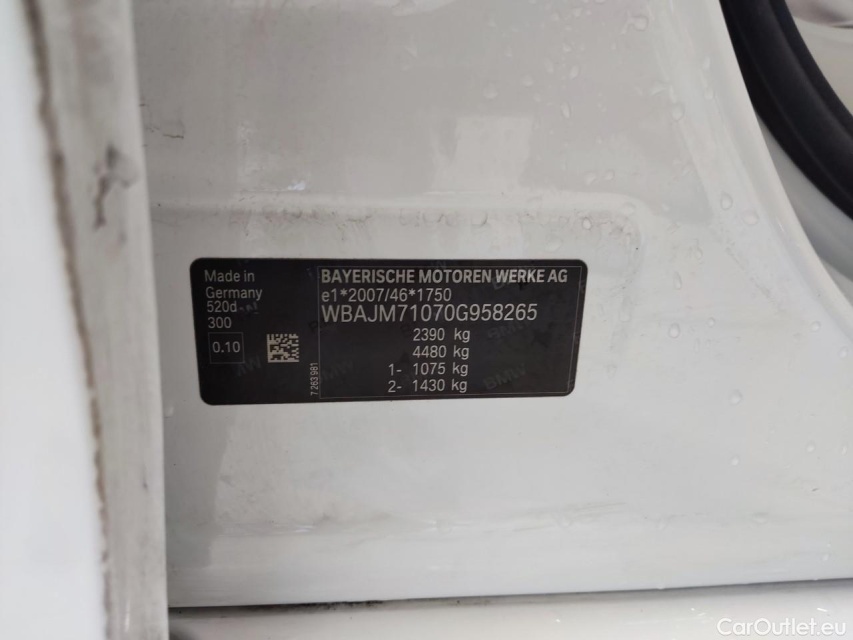 Made in
Germany
520d
300
0.10
7 263 981
BAYERISCHE MOTOREN WERKE AG
e1*2007/46*1750
WBAJM71070G958265
2390 kg
4480 kg
1- 1075 kg
2- 1430 kg
BMW
CarOutlet.eu